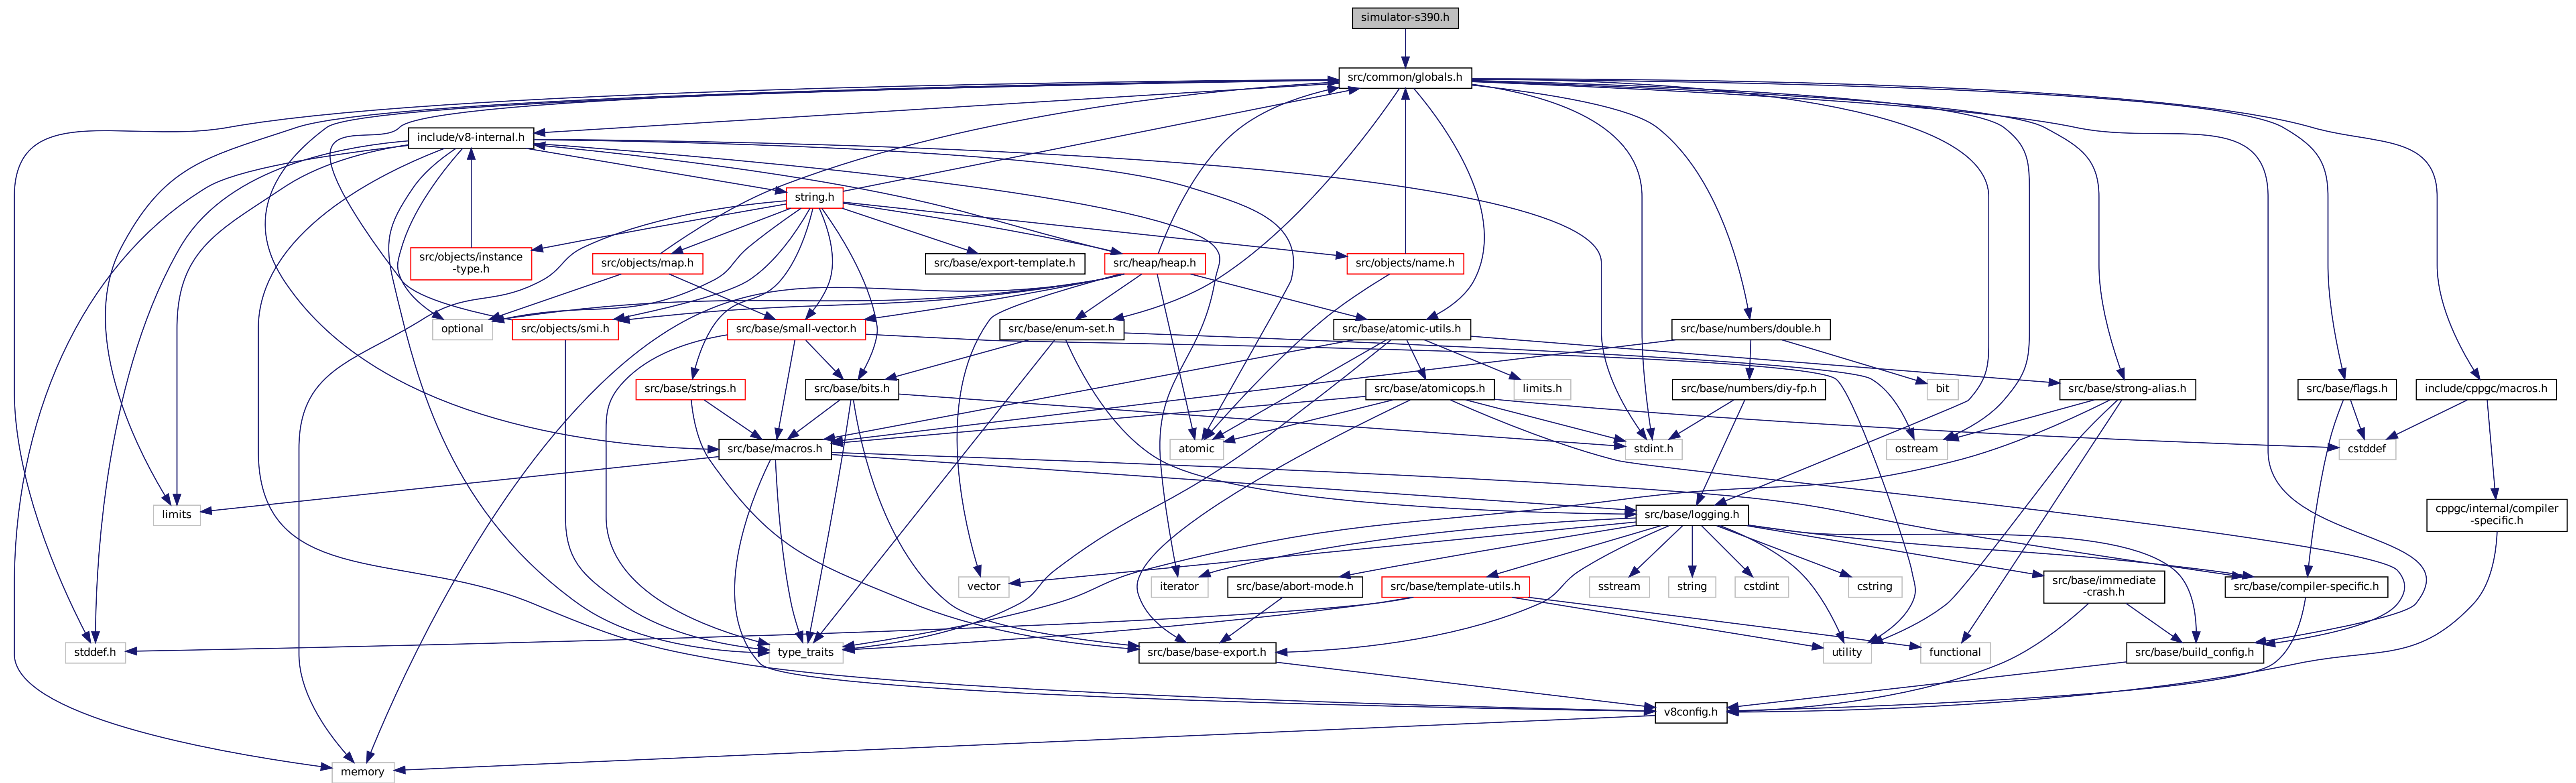 simulator-s390.h
src/common/globals.h
include/v8-internal.h
string.h
src/objects/instance
-type.h
src/objects/map.h
src/base/export-template.h
src/heap/heap.h
src/objects/name.h
optional
src/objects/smi.h
src/base/small-vector.h
src/base/enum-set.h
src/base/atomic-utils.h
src/base/numbers/double.h
src/base/strings.h
src/base/bits.h
src/base/atomicops.h
limits.h
src/base/numbers/diy-fp.h
bit
src/base/strong-alias.h
src/base/flags.h
include/cppgc/macros.h
src/base/macros.h
atomic
stdint.h
ostream
cstddef
limits
src/base/logging.h
cppgc/internal/compiler
-specific.h
vector
iterator
src/base/abort-mode.h
src/base/template-utils.h
sstream
string
cstdint
cstring
src/base/immediate
-crash.h
src/base/compiler-specific.h
stddef.h
type_traits
src/base/base-export.h
utility
functional
src/base/build_config.h
v8config.h
memory